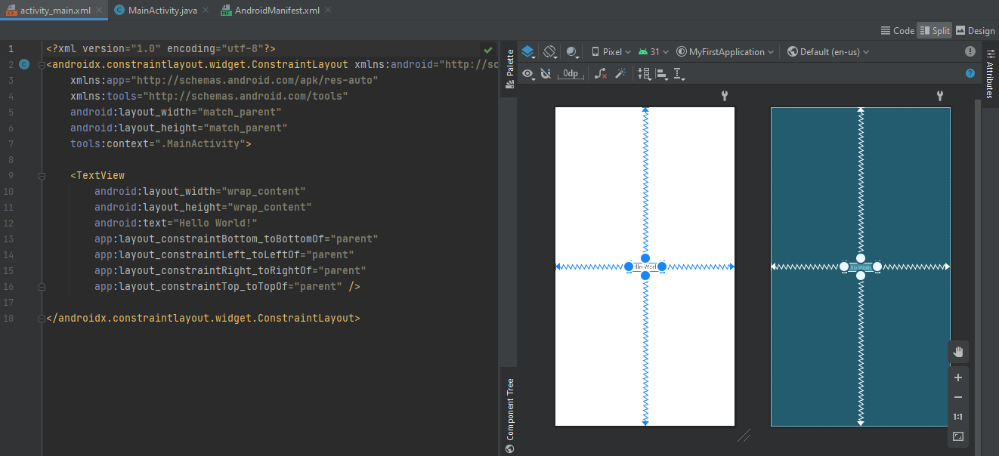 activity_main.xml MainActivity.java AndroidManifest.xml
Code Split Design
1 <?xml version="1.0" encoding="utf-8"?>
2 <androidx.constraintlayout.widget.ConstraintLayout xmlns:android="http://sc
3 xmlns:app="http://schemas.android.com/apk/res-auto"
4 xmlns:tools="http://schemas.android.com/tools"
5 android:layout_width="match_parent"
6 android:layout_height="match_parent"
7 tools:context=".MainActivity">
8
9 <TextView
10 android:layout_width="wrap_content"
11 android:layout_height="wrap_content"
12 android:text="Hello World!"
13 app:layout_constraintBottom_toBottomOf="parent"
14 app:layout_constraintLeft_toLeftOf="parent"
15 app:layout_constraintRight_toRightOf="parent"
16 app:layout_constraintTop_toTopOf="parent" />
17
18 </androidx.constraintlayout.widget.ConstraintLayout>
Palette
Component Tree
Pixel 31 MyFirstApplication Default (en-us)
0dp
Attributes
1:1